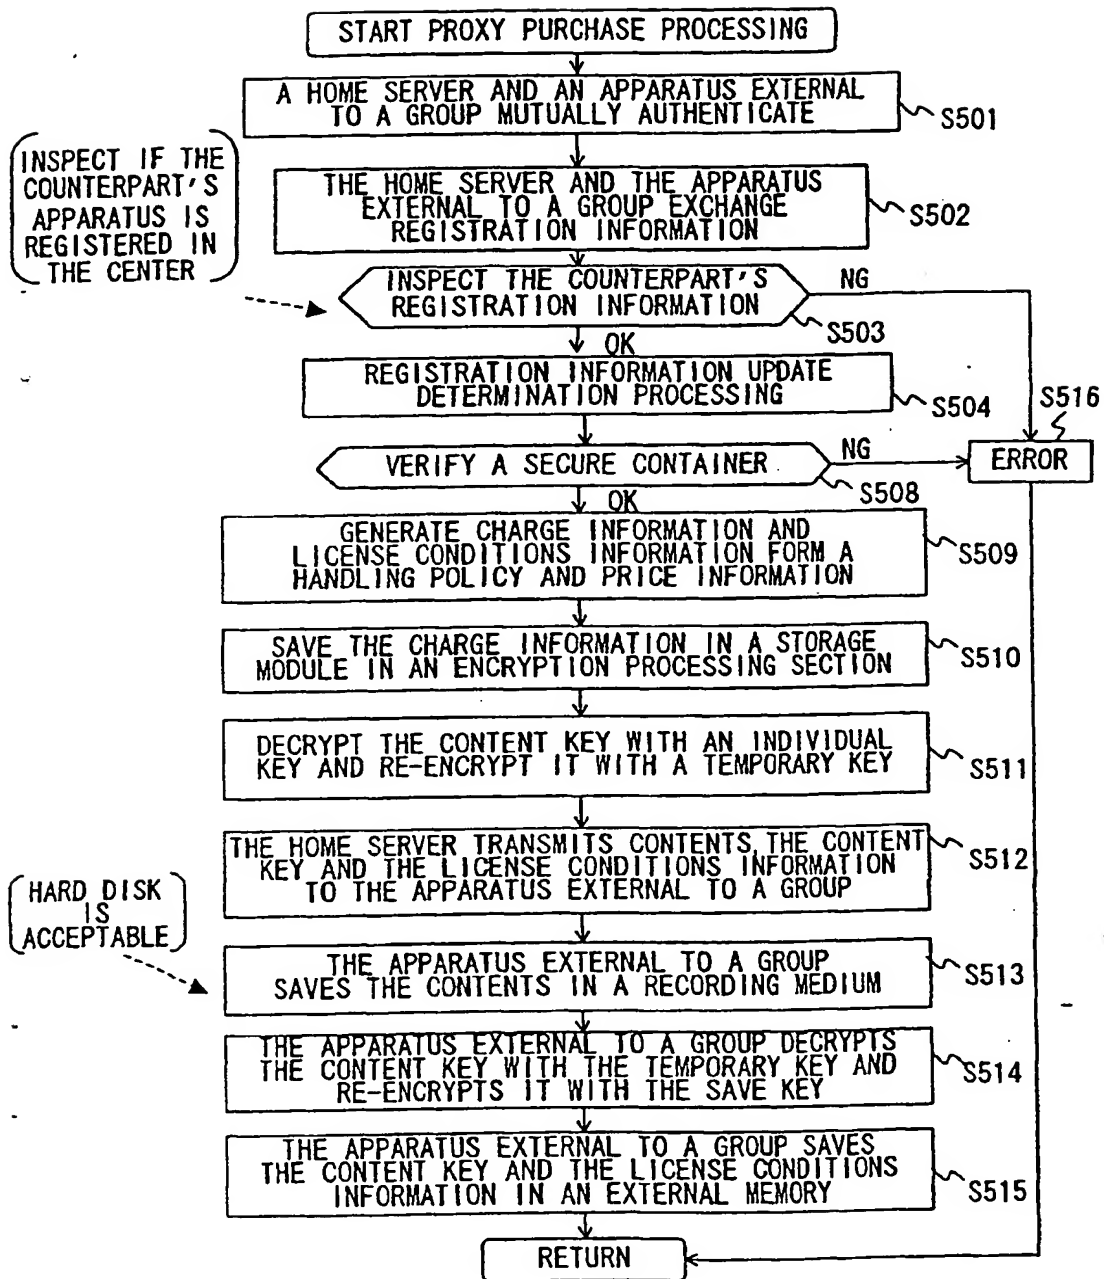 START PROXY PURCHASE PROCESSING
A HOME SERVER AND AN APPARATUS EXTERNAL
TO A GROUP MUTUALLY AUTHENTICATE
S501
INSPECT IF THE
COUNTERPART'S
APPARATUS IS
REGISTERED IN
THE CENTER
THE HOME SERVER AND THE APPARATUS
EXTERNAL TO A GROUP EXCHANGE
REGISTRATION INFORMATION
S502
INSPECT THE COUNTERPART'S
REGISTRATION INFORMATION
NG
S503
OK
REGISTRATION INFORMATION UPDATE
DETERMINATION PROCESSING
S504
S516
VERIFY A SECURE CONTAINER
NG
ERROR
S508
OK
GENERATE CHARGE INFORMATION AND
LICENSE CONDITIONS INFORMATION FORM A
HANDLING POLICY AND PRICE INFORMATION
S509
SAVE THE CHARGE INFORMATION IN A STORAGE
MODULE IN AN ENCRYPTION PROCESSING SECTION
S510
DECRYPT THE CONTENT KEY WITH AN INDIVIDUAL
KEY AND RE-ENCRYPT IT WITH A TEMPORARY KEY
S511
THE HOME SERVER TRANSMITS CONTENTS, THE CONTENT
KEY AND THE LICENSE CONDITIONS INFORMATION
TO THE APPARATUS EXTERNAL TO A GROUP
S512
HARD DISK
IS
ACCEPTABLE
THE APPARATUS EXTERNAL TO A GROUP
SAVES THE CONTENTS IN A RECORDING MEDIUM
S513
THE APPARATUS EXTERNAL TO A GROUP DECRYPTS
THE CONTENT KEY WITH THE TEMPORARY KEY AND
RE-ENCRYPTS IT WITH THE SAVE KEY
S514
THE APPARATUS EXTERNAL TO A GROUP SAVES
THE CONTENT KEY AND THE LICENSE CONDITIONS
INFORMATION IN AN EXTERNAL MEMORY
S515
RETURN